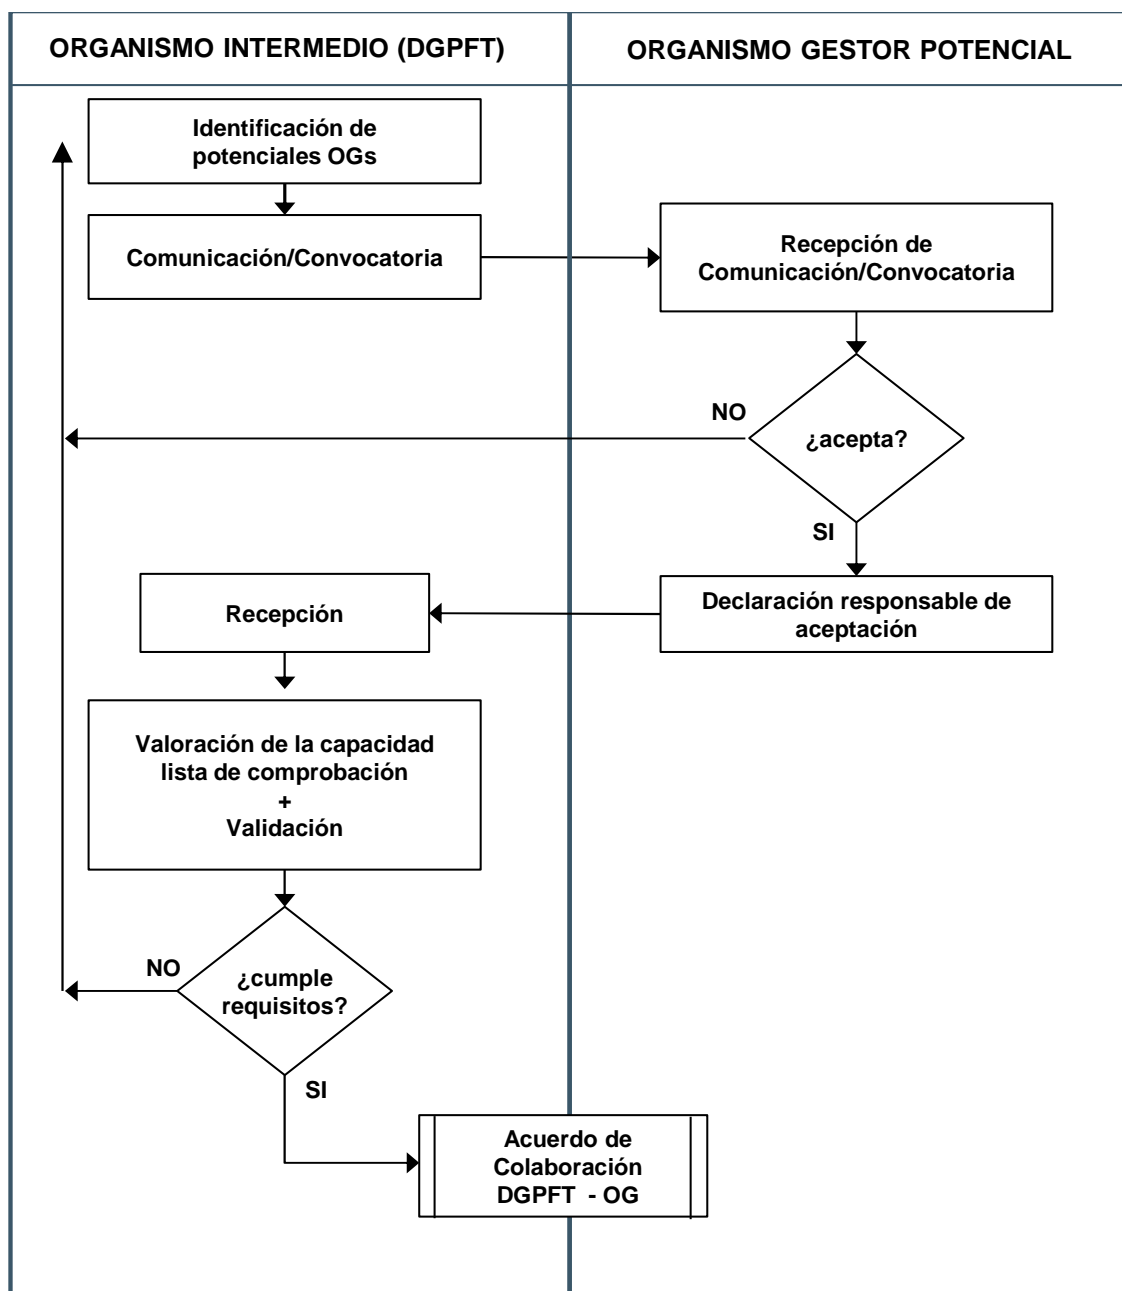 ORGANISMO INTERMEDIO (DGPFT)
ORGANISMO GESTOR POTENCIAL
Identificación de
potenciales OGs
Comunicación/Convocatoria
Recepción de
Comunicación/Convocatoria
NO
¿acepta?
SI
Declaración responsable de
aceptación
Recepción
Valoración de la capacidad
lista de comprobación
+
Validación
NO
¿cumple
requisitos?
SI
Acuerdo de
Colaboración
DGPFT - OG